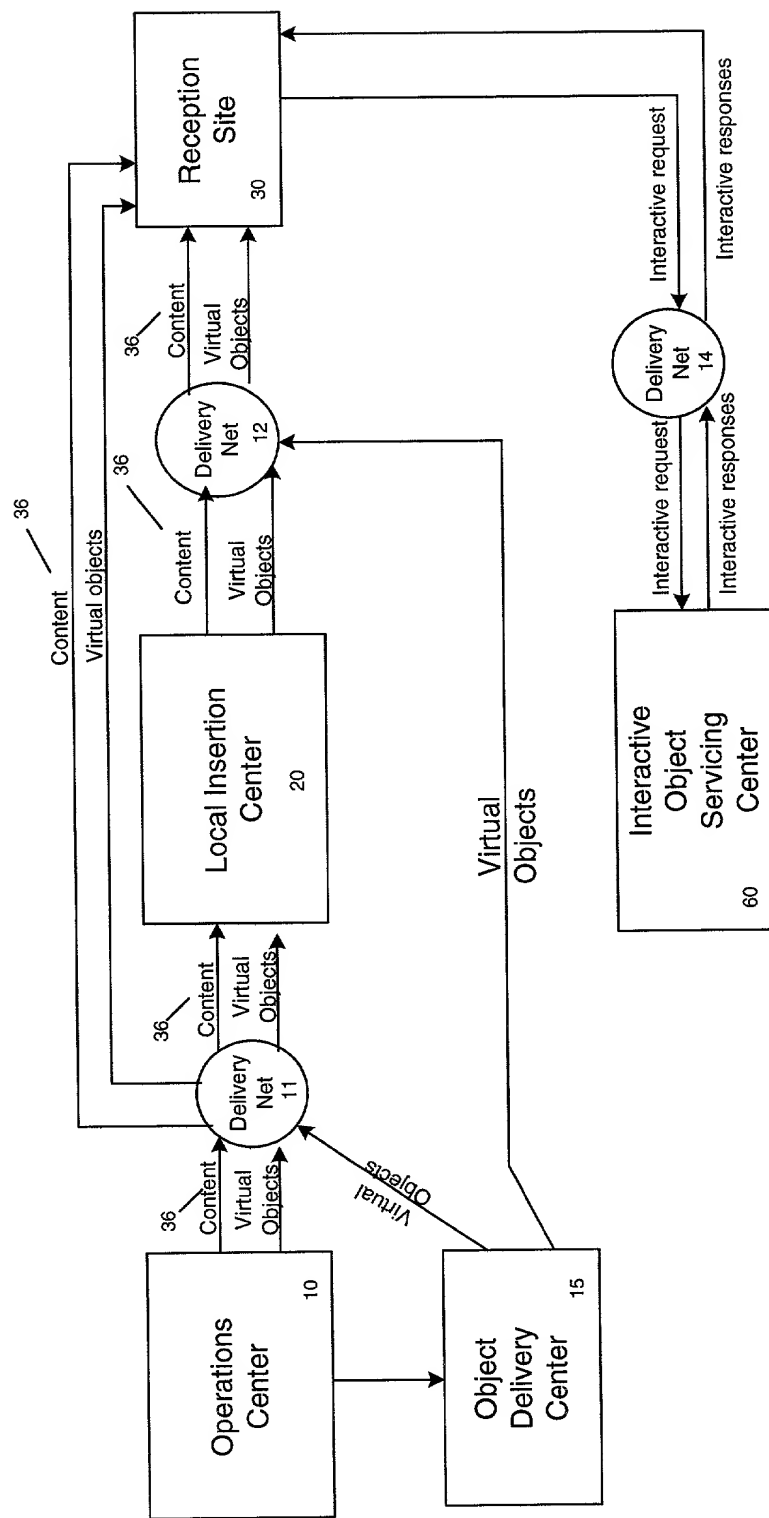 36
Content
Virtual objects
Operations
Center
10
36
Content
Virtual
Objects
Delivery
Net
11
36
Content
Virtual
Objects
Local Insertion
Center
20
36
Content
Virtual
Objects
Delivery
Net
12
36
Content
Virtual
Objects
Reception
Site
30
Object
Delivery
Center
15
Virtual
Objects
Virtual
Objects
Interactive
Object
Servicing
Center
60
Interactive request
Interactive responses
Delivery
Net
14
Interactive request
Interactive responses